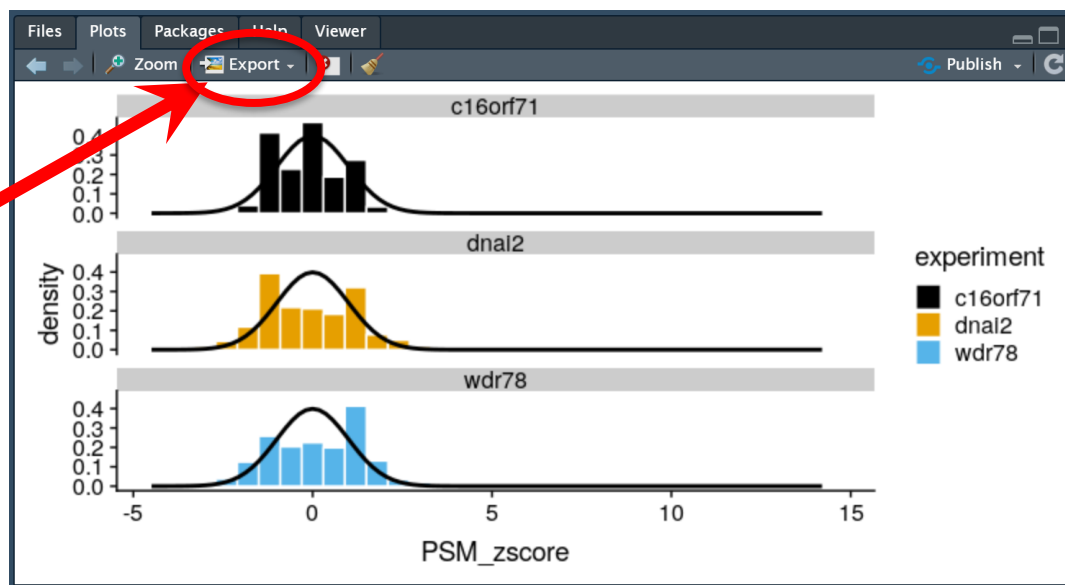 Files Plots Packages Help Viewer
Zoom Export Publish
c16orf71
0.4
0.3
0.2
0.1
0.0
dnal2
0.4
0.3
0.2
0.1
0.0
wdr78
0.4
0.3
0.2
0.1
0.0
density
-5 0 5 10 15
PSM_zscore
experiment
c16orf71
dnal2
wdr78